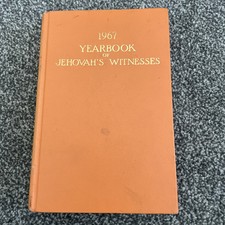 1967
YEARBOOK
OF
JEHOVAH'S WITNESSES